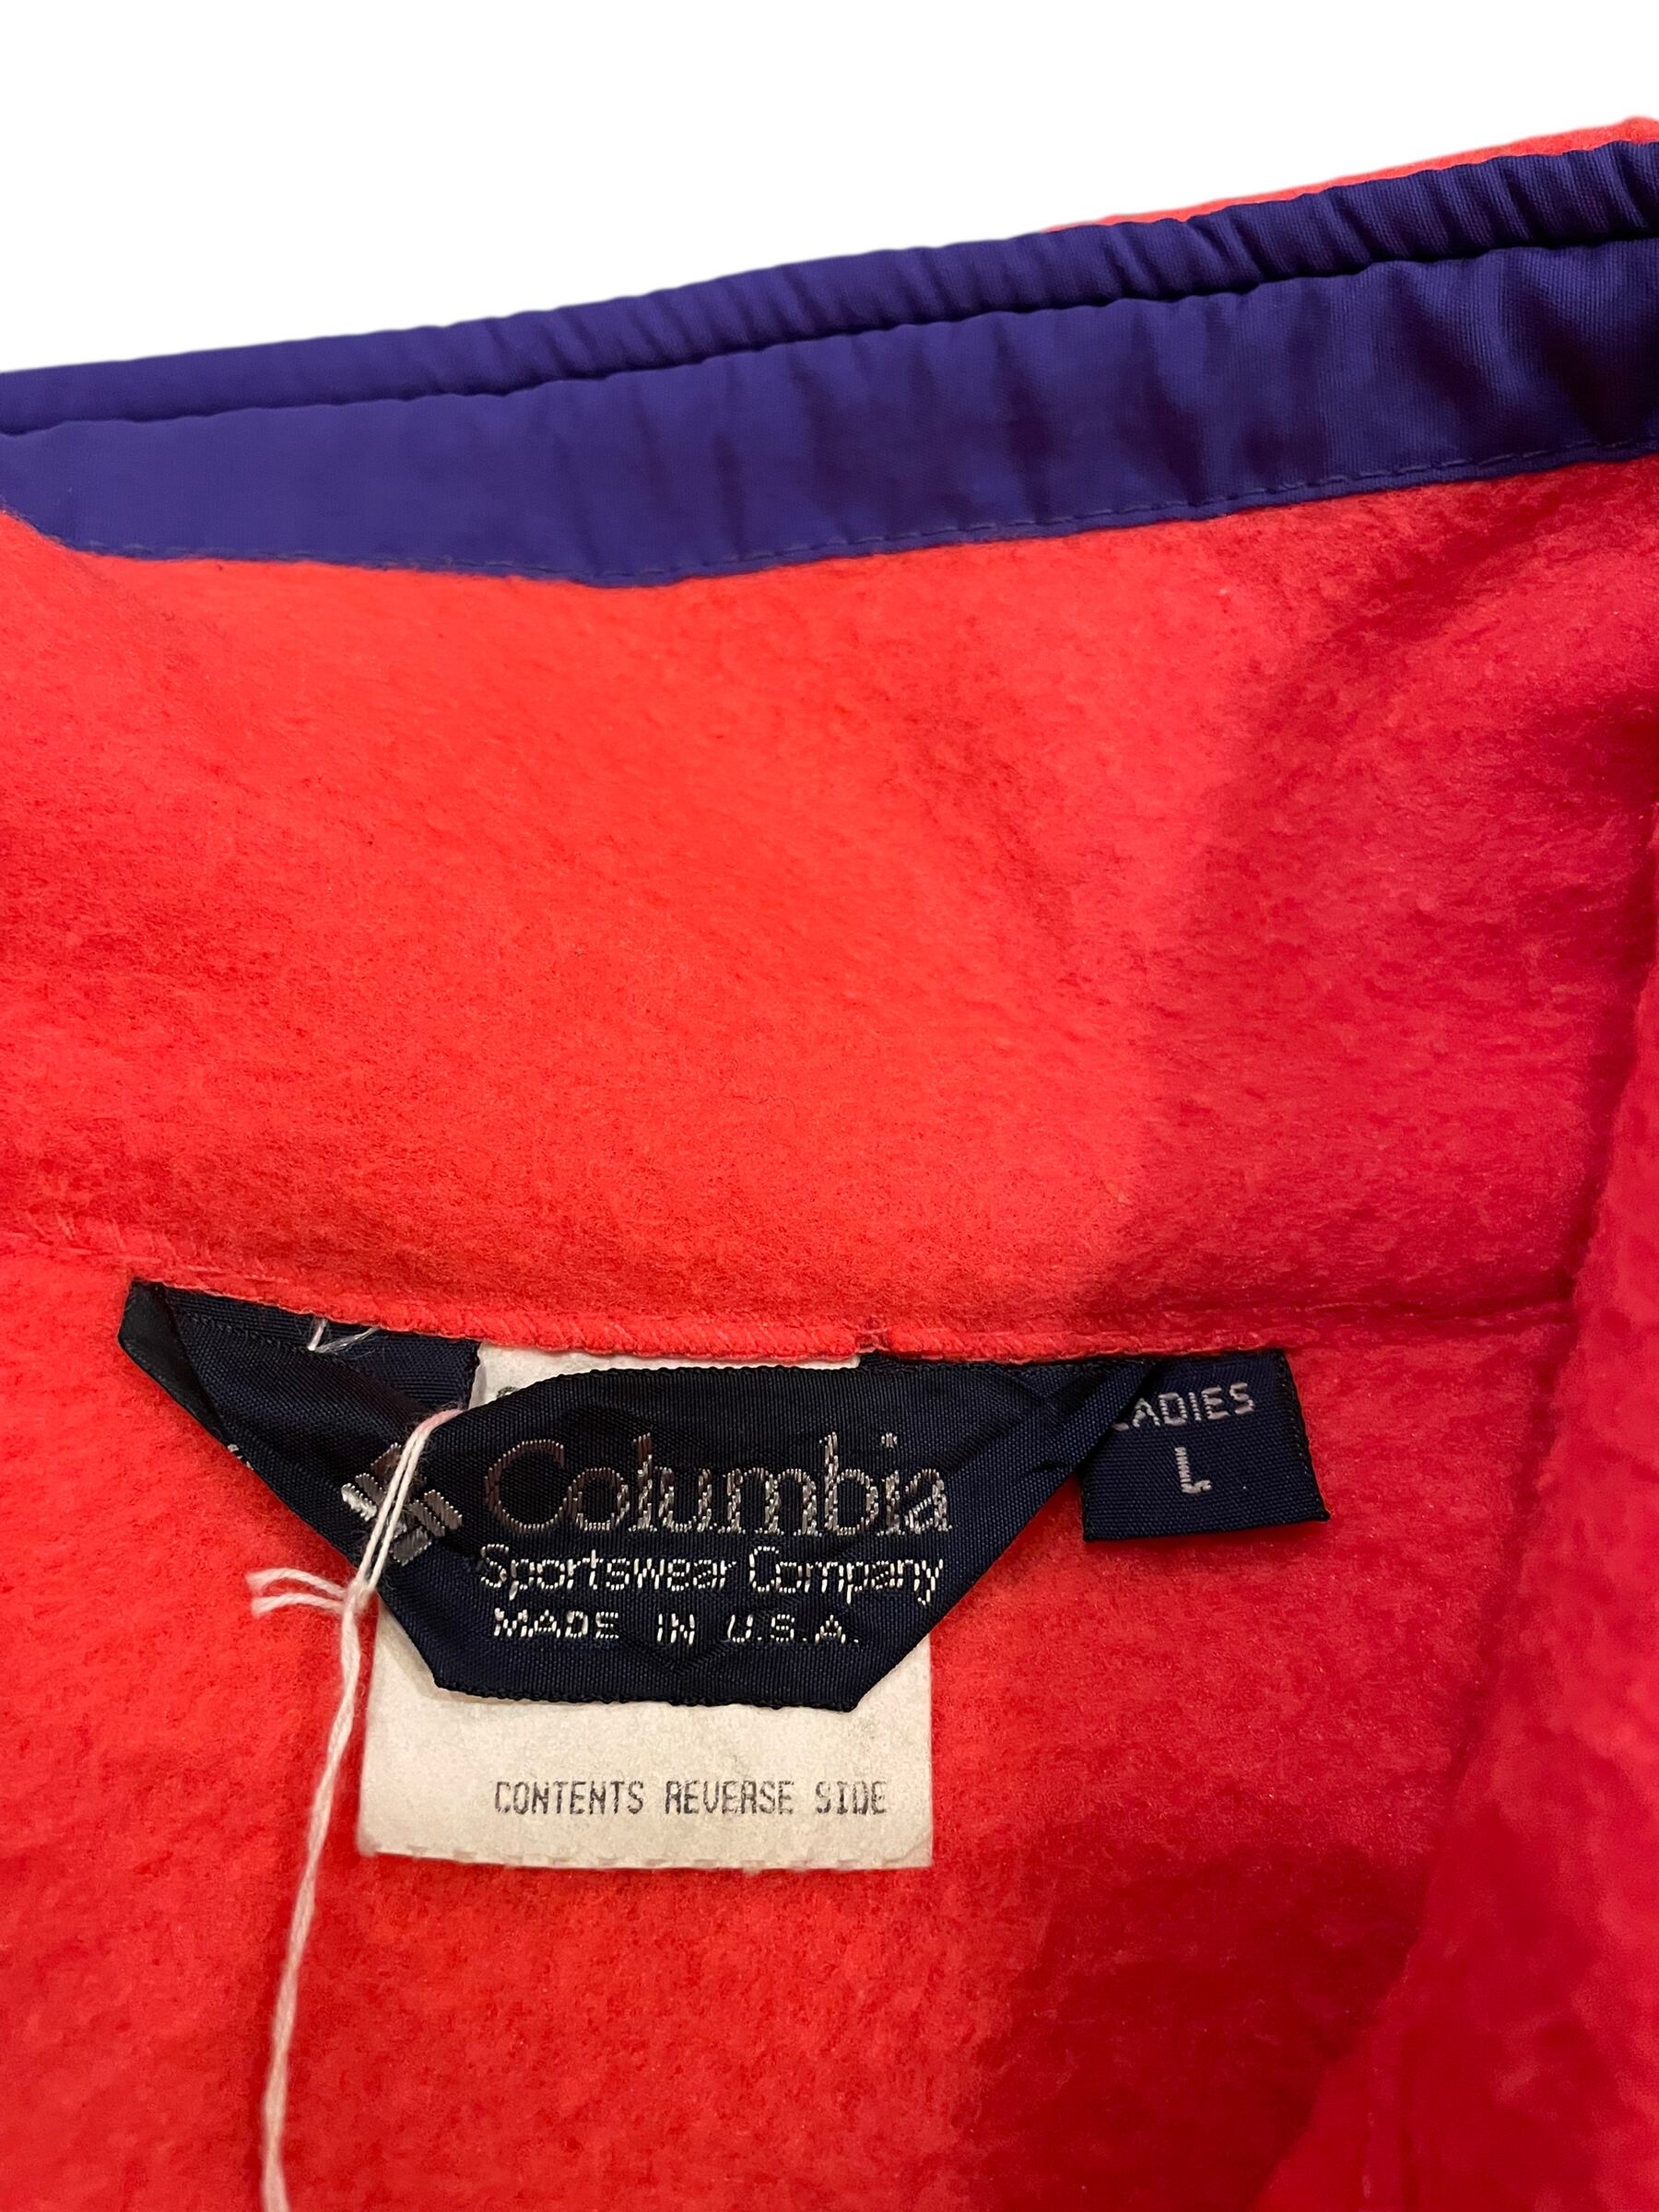 Columbia
Sportswear Company
MADE IN U.S.A.
LADIES
L
CONTENTS REVERSE SIDE